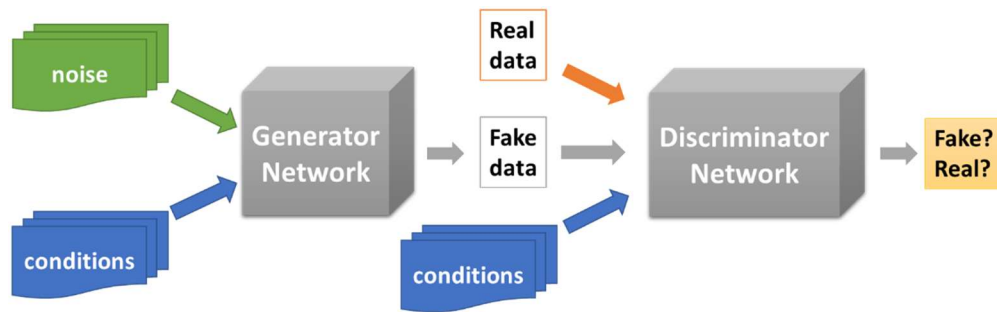 noise
conditions
Generator
Network
Real
data
Fake
data
conditions
Discriminator
Network
Fake?
Real?